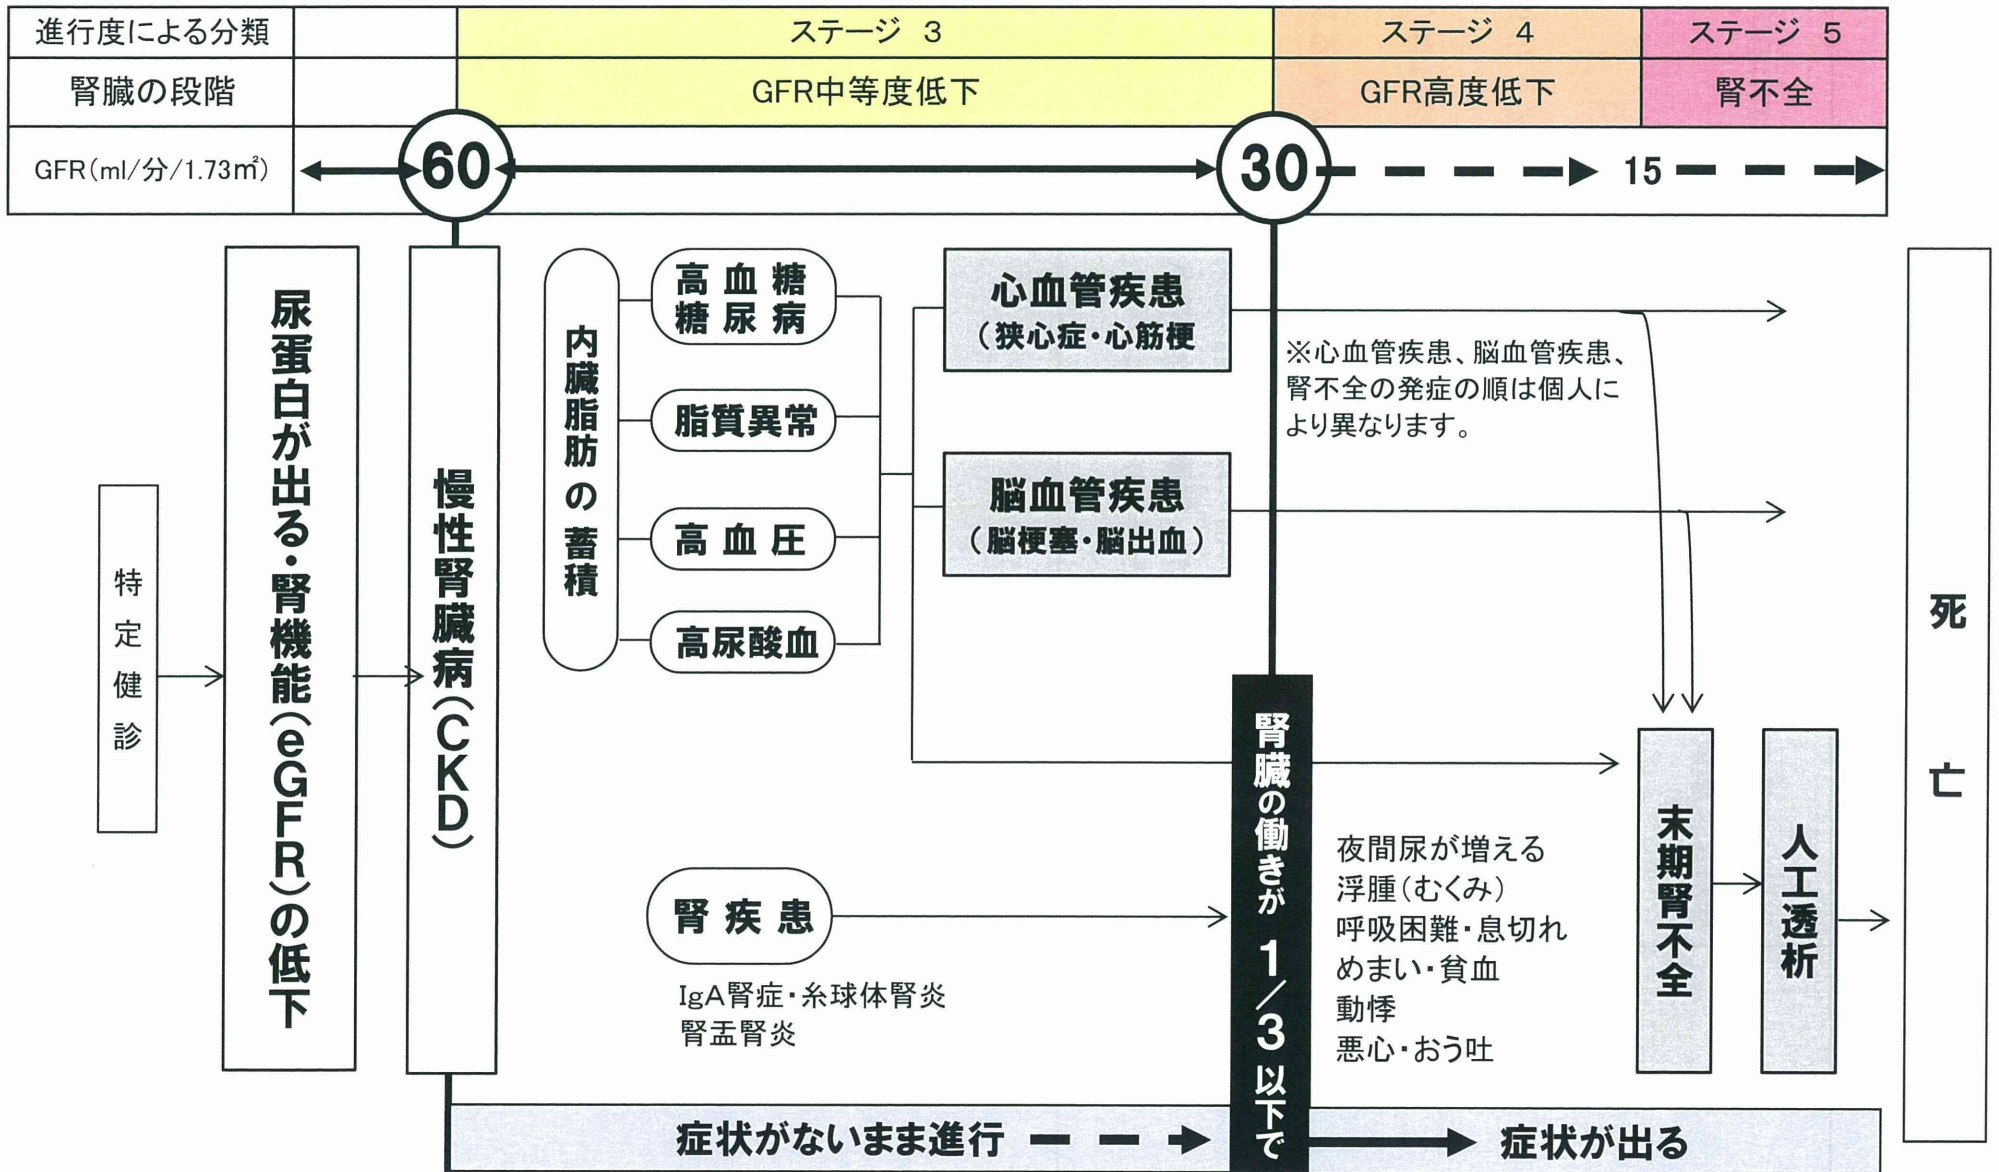 進行度による分類 ステージ 3 ステージ 4 ステージ 5
腎臓の段階 GFR中等度低下 GFR高度低下 腎不全
GFR(ml/分/1.73㎡) 60 30 15
特定健診
尿蛋白が出る・腎機能(eGFR)の低下
慢性腎臓病(CKD)
内臓脂肪の蓄積
高血糖
糖尿病
脂質異常
高血圧
高尿酸血
心血管疾患
(狭心症・心筋梗
脳血管疾患
(脳梗塞・脳出血)
※心血管疾患、脳血管疾患、
腎不全の発症の順は個人に
より異なります。
腎疾患
IgA腎症・糸球体腎炎
腎盂腎炎
腎臓の働きが 1/3 以下で
夜間尿が増える
浮腫(むくみ)
呼吸困難・息切れ
めまい・貧血
動悸
悪心・おう吐
末期腎不全
人工透析
死亡
症状がないまま進行
症状が出る